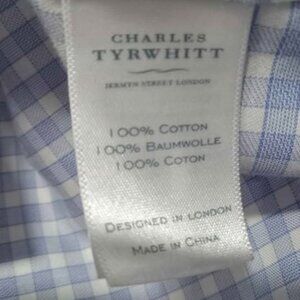 CHARLES
TYRWHITT
JERMYN STREET LONDON
100% COTTON
100% BAUMWOLLE
100% COTON
DESIGNED IN LONDON
MADE IN CHINA